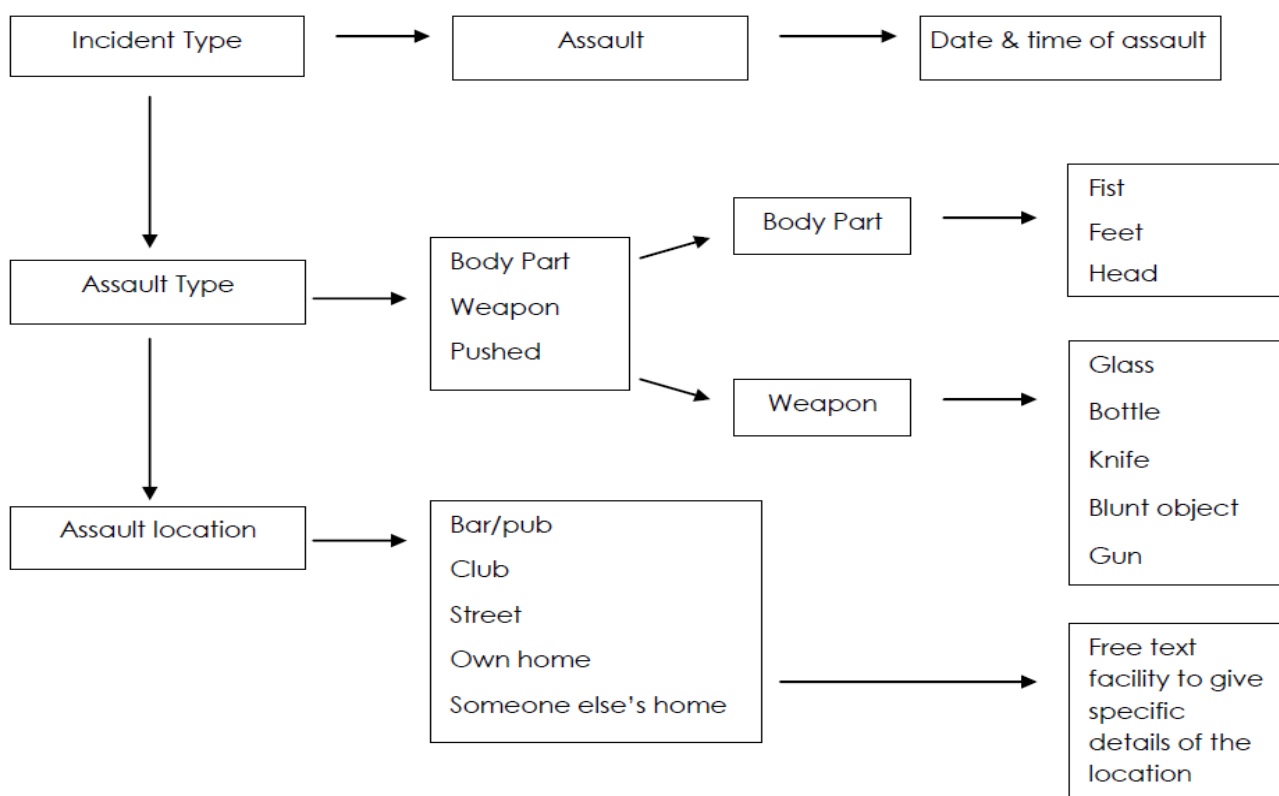 Incident Type
Assault
Date & time of assault
Assault Type
Body Part
Weapon
Pushed
Body Part
Fist
Feet
Head
Weapon
Glass
Bottle
Knife
Blunt object
Gun
Assault location
Bar/pub
Club
Street
Own home
Someone else's home
Free text
facility to give
specific
details of the
location